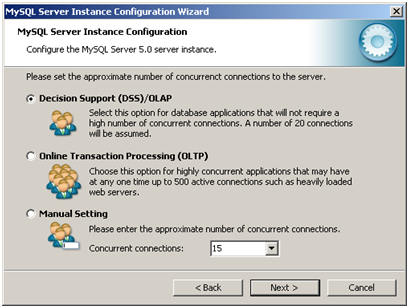 MySQL Server Instance Configuration Wizard
MySQL Server Instance Configuration
Configure the MySQL Server 5.0 server instance.
Please set the approximate number of concurrenct connections to the server.
Decision Support (DSS)/OLAP
Select this option for database applications that will not require a
high number of concurrent connections. A number of 20 connections
will be assumed.
Online Transaction Processing (OLTP)
Choose this option for highly concurrent applications that may have
at any one time up to 500 active connections such as heavily loaded
web servers.
Manual Setting
Please enter the approximate number of concurrent connections.
Concurrent connections: 15
< Back Next > Cancel